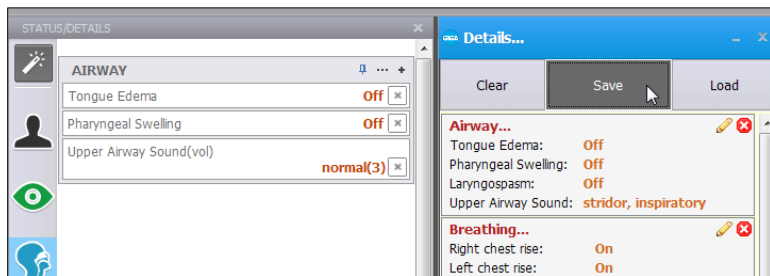 STATUS/DETAILS
AIRWAY
Tongue Edema Off
Pharyngeal Swelling Off
Upper Airway Sound(vol)
normal(3)
GIGA Details...
Clear Save Load
Airway...
Tongue Edema: Off
Pharyngeal Swelling: Off
Laryngospasm: Off
Upper Airway Sound: stridor, inspiratory
Breathing...
Right chest rise: On
Left chest rise: On